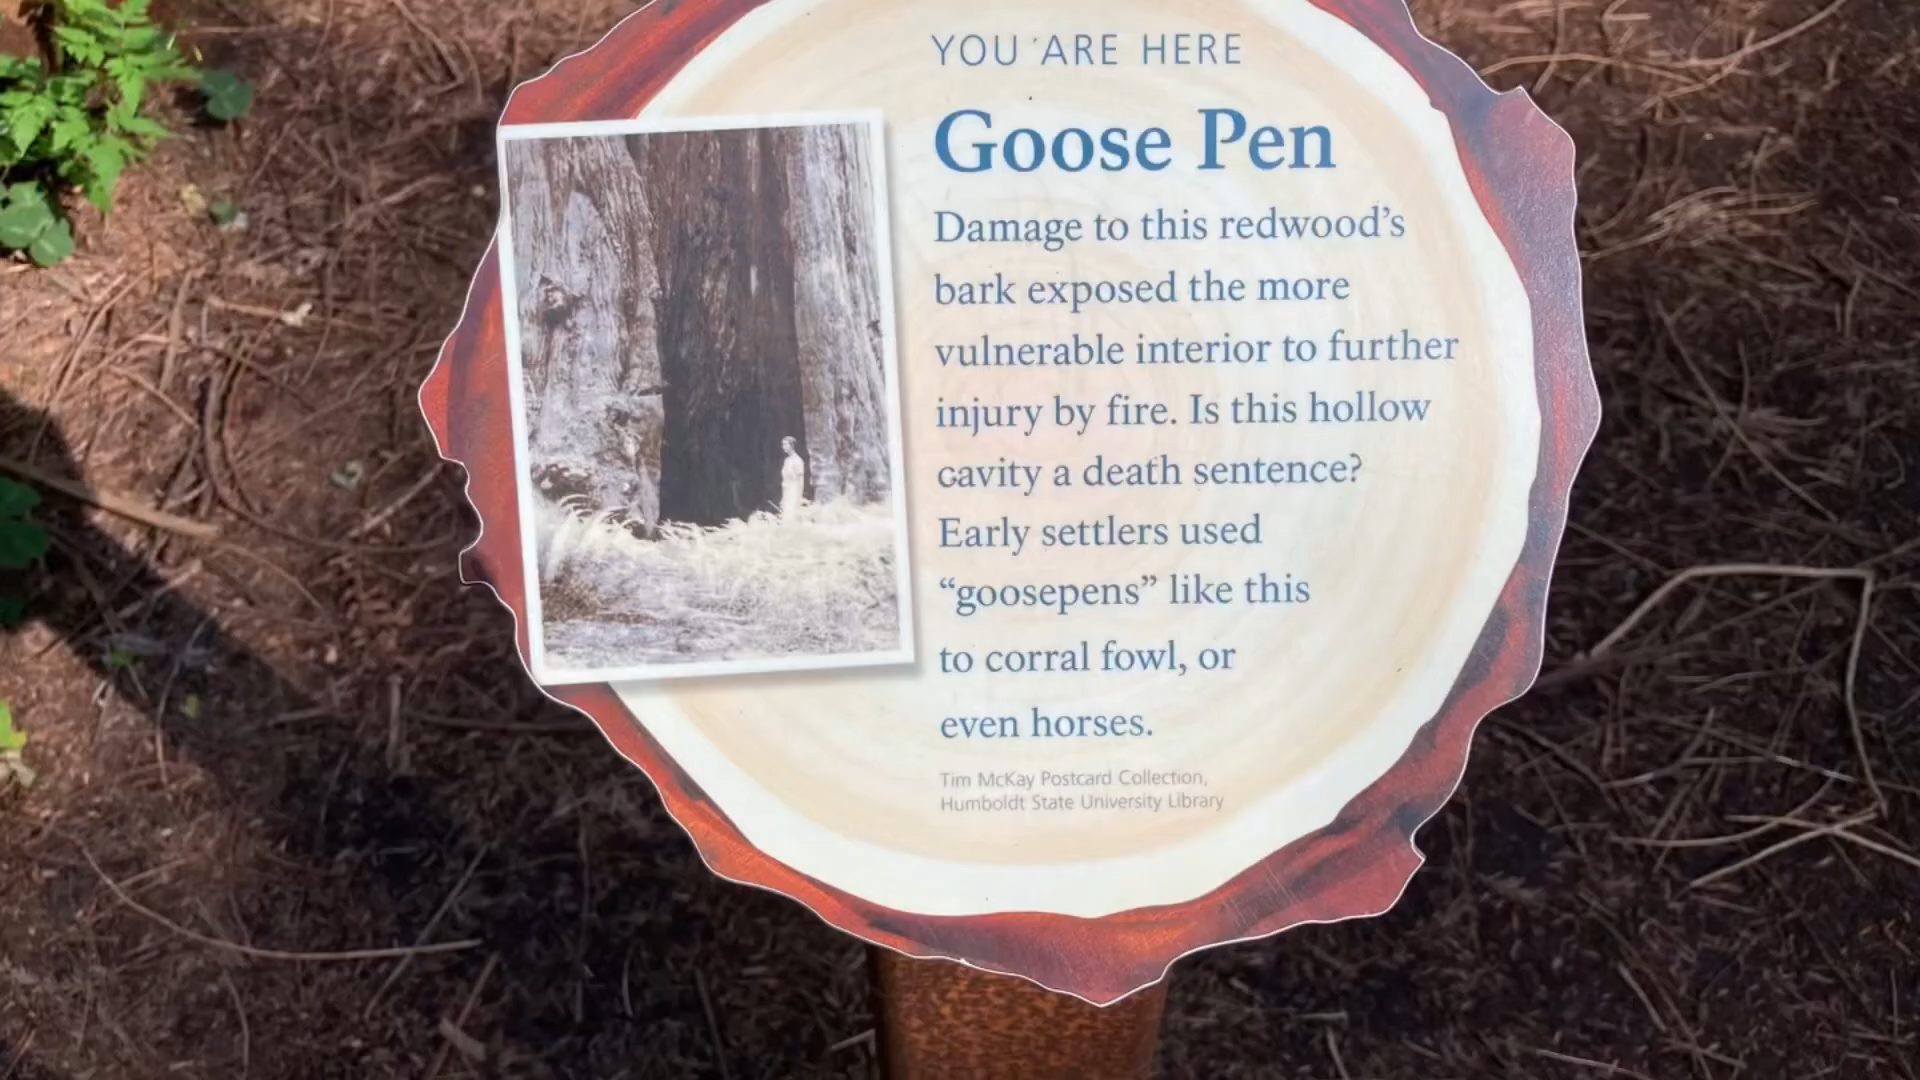 YOU ARE HERE
Goose Pen
Damage to this redwood’s
bark exposed the more
vulnerable interior to further
injury by fire. Is this hollow
cavity a death sentence?
Early settlers used
“goosepens” like this
to corral fowl, or
even horses.
Tim McKay Postcard Collection,
Humboldt State University Library